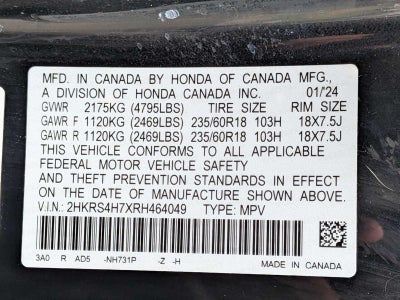 MFD. IN CANADA BY HONDA OF CANADA MFG.,
A DIVISION OF HONDA CANADA INC. 01/24
GVWR 2175KG (4795LBS) TIRE SIZE RIM SIZE
GAWR F 1120KG (2469LBS) 235/60R18 103H 18X7.5J
GAWR R 1120KG (2469LBS) 235/60R18 103H 18X7.5J
THIS VEHICLE CONFORMS TO ALL APPLICABLE
FEDERAL MOTOR VEHICLE SAFETY
AND THEFT PREVENTION STANDARDS IN EFFECT
ON THE DATE OF MANUFACTURE SHOWN ABOVE.
V.I.N: 2HKRS4H7XRH464049 TYPE: MPV
3A0 R AD5 -NH731P -Z -H
MADE IN CANADA